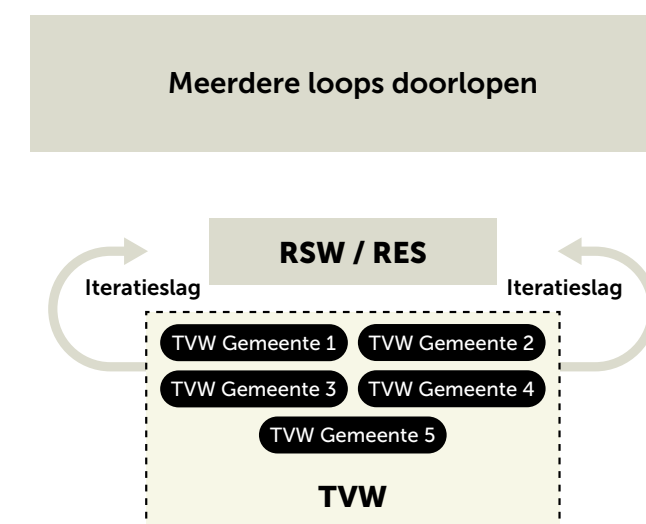 Meerdere loops doorlopen
RSW / RES
Iteratieslag Iteratieslag
TVW Gemeente 1 TVW Gemeente 2
TVW Gemeente 3 TVW Gemeente 4
TVW Gemeente 5
TVW